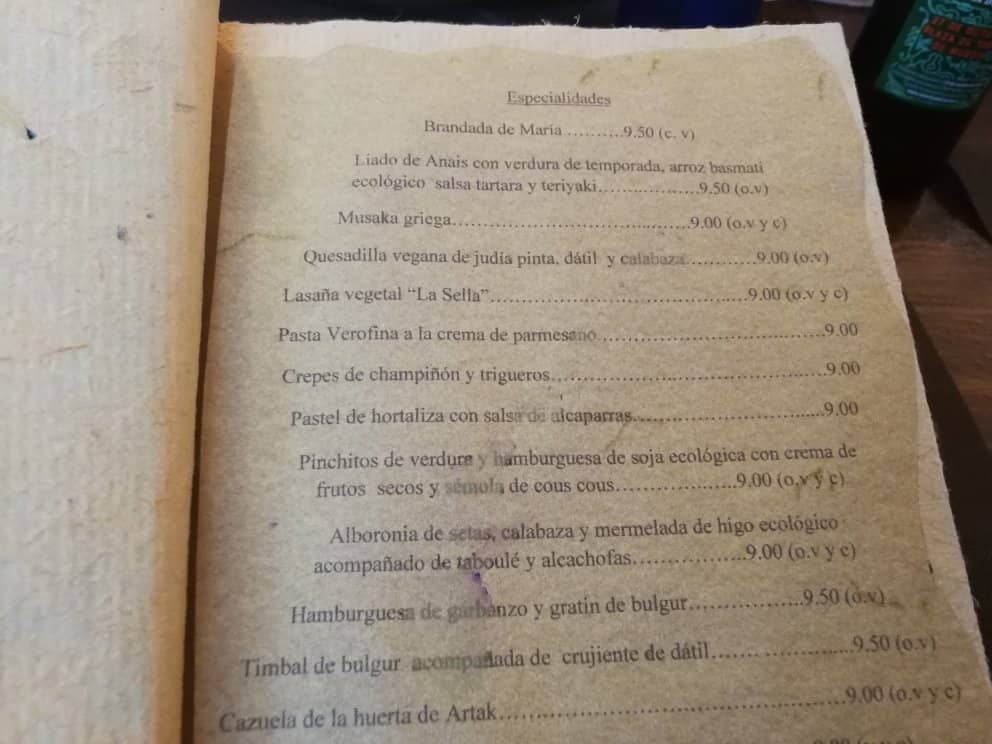 Especialidades
Brandada de María ..........9.50 (c. v)
Liado de Anais con verdura de temporada, arroz basmati
ecológico salsa tartara y teriyaki..................9.50 (o.v)
Musaka griega..........................................9.00 (o.v y c)
Quesadilla vegana de judía pinta, dátil y calabaza............9.00 (o.v)
Lasaña vegetal “La Sella”..........................................9.00 (o.v y c)
Pasta Verofina a la crema de parmesano.....................................9.00
Crepes de champiñón y trigueros.............................................9.00
Pastel de hortaliza con salsa de alcaparras...............................9.00
Pinchitos de verdura y hamburguesa de soja ecológica con crema de
frutos secos y sémola de cous cous...................9.00 (o.v y c)
Alboronia de setas, calabaza y mermelada de higo ecológico
acompañado de taboulé y alcachofas..................9.00 (o.v y c)
Hamburguesa de garbanzo y gratin de bulgur..................9.50 (o.v)
Timbal de bulgur acompañada de crujiente de dátil....... ...............9.50 (o.v)
Cazuela de la huerta de Artak..............................................9.00 (o.v y c)